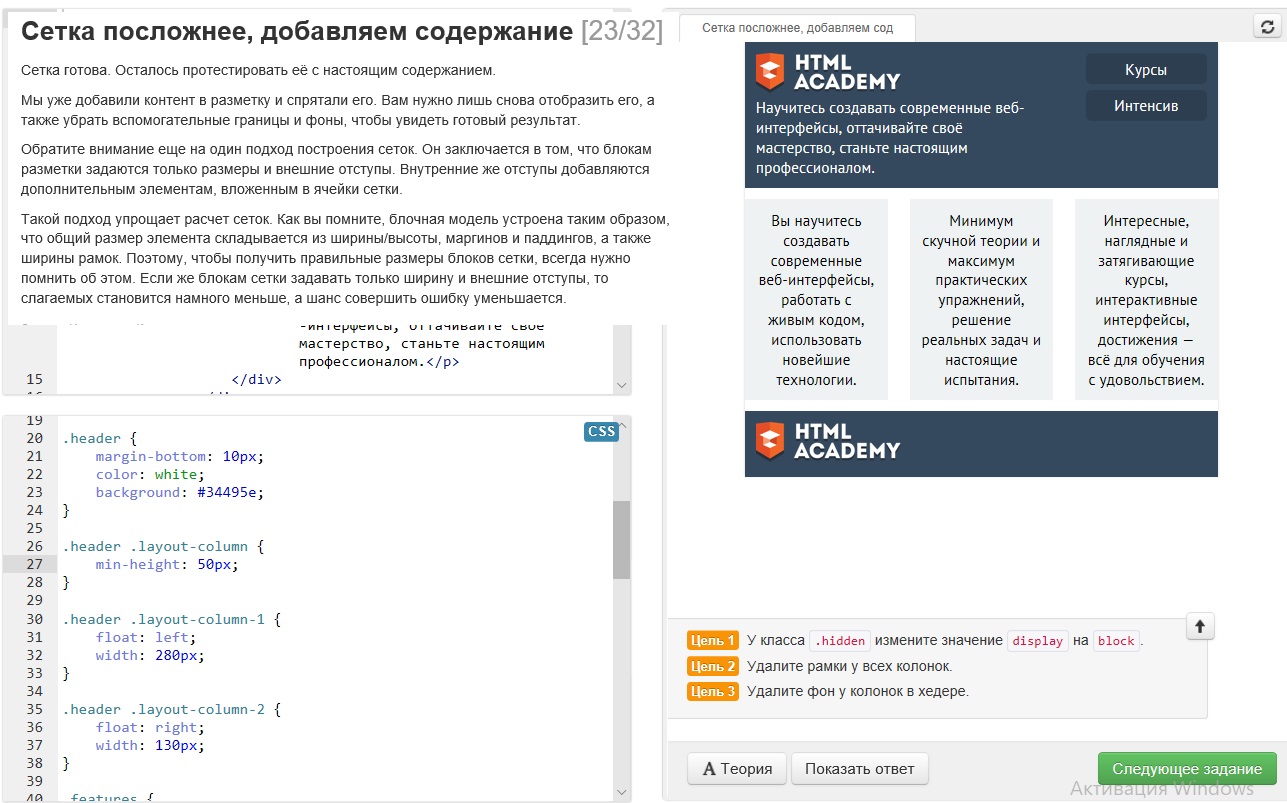 Сетка посложнее, добавляем содержание [23/32]
Сетка готова. Осталось протестировать её с настоящим содержанием.
Мы уже добавили контент в разметку и спрятали его. Вам нужно лишь снова отобразить его, а
также убрать вспомогательные границы и фоны, чтобы увидеть готовый результат.
Обратите внимание еще на один подход построения сеток. Он заключается в том, что блокам
разметки задаются только размеры и внешние отступы. Внутренние же отступы добавляются
дополнительным элементам, вложенным в ячейки сетки.
Такой подход упрощает расчет сеток. Как вы помните, блочная модель устроена таким образом,
что общий размер элемента складывается из ширины/высоты, маргинов и паддингов, а также
ширины рамок. Поэтому, чтобы получить правильные размеры блоков сетки, всегда нужно
помнить об этом. Если же блокам сетки задавать только ширину и внешние отступы, то
слагаемых становится намного меньше, а шанс совершить ошибку уменьшается.
-интерфейсы, оттачивайте своё
мастерство, станьте настоящим
профессионалом.</p>
15 </div>
19
CSS
20 .header {
21 margin-bottom: 10px;
22 color: white;
23 background: #34495e;
24 }
25
26 .header .layout-column {
27 min-height: 50px;
28 }
29
30 .header .layout-column-1 {
31 float: left;
32 width: 280px;
33 }
34
35 .header .layout-column-2 {
36 float: right;
37 width: 130px;
38 }
39
40 .features {
Сетка посложнее, добавляем сод
HTML
ACADEMY
Научитесь создавать современные веб-
интерфейсы, оттачивайте своё
мастерство, станьте настоящим
профессионалом.
Курсы
Интенсив
Вы научитесь
создавать
современные
веб-интерфейсы,
работать с
живым кодом,
использовать
новейшие
технологии.
Минимум
скучной теории и
максимум
практических
упражнений,
решение
реальных задач и
настоящие
испытания.
Интересные,
наглядные и
затягивающие
курсы,
интерактивные
интерфейсы,
достижения —
всё для обучения
с удовольствием.
HTML
ACADEMY
Цель 1 У класса .hidden измените значение display на block.
Цель 2 Удалите рамки у всех колонок.
Цель 3 Удалите фон у колонок в хедере.
A Теория
Показать ответ
Следующее задание
Активация Windows